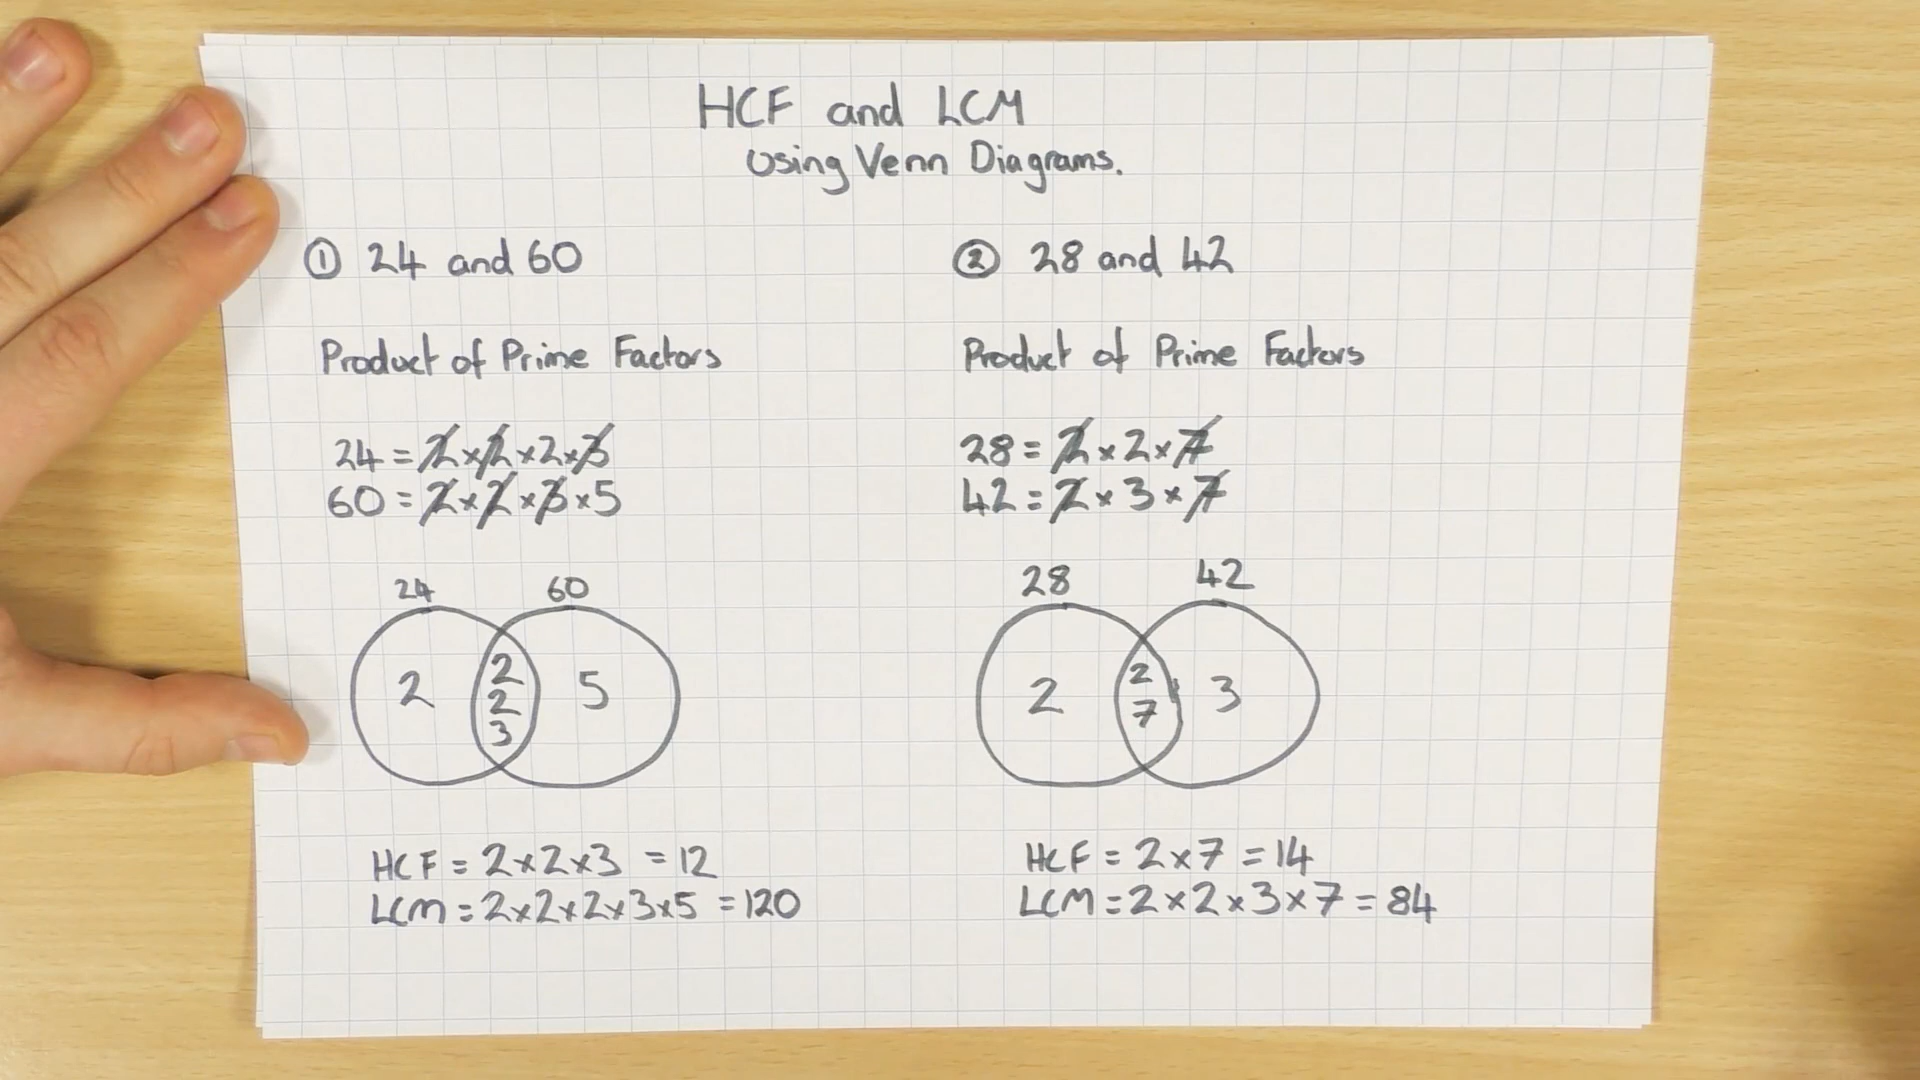 HCF and LCM
Using Venn Diagrams.
① 24 and 60
Product of Prime Factors
24 = 2×2×2×3
60 = 2×2×3×5
24 60
2 2 5
2
3
HCF = 2×2×3 = 12
LCM = 2×2×2×3×5 = 120
② 28 and 42
Product of Prime Factors
28 = 2×2×7
42 = 2×3×7
28 42
2 2 3
7
HCF = 2×7 = 14
LCM = 2×2×3×7 = 84